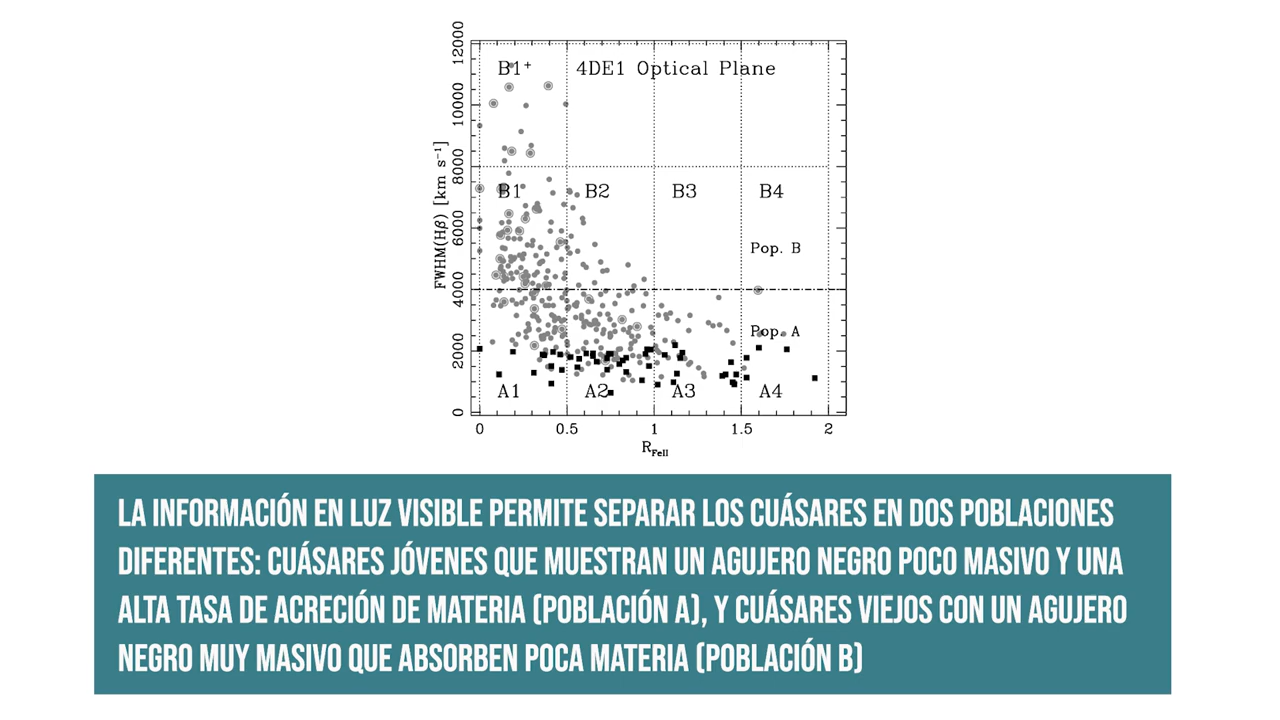 12000
B1+ 4DE1 Optical Plane
10000
8000
B1 B2 B3 B4
6000
Pop. B
4000
Pop. A
2000
A1 A2 A3 A4
0
FWHM(Hβ) [km s⁻¹]
0 0.5 1 1.5 2
R_FeII
LA INFORMACIÓN EN LUZ VISIBLE PERMITE SEPARAR LOS CUÁSARES EN DOS POBLACIONES
DIFERENTES: CUÁSARES JÓVENES QUE MUESTRAN UN AGUJERO NEGRO POCO MASIVO Y UNA
ALTA TASA DE ACRECIÓN DE MATERIA (POBLACIÓN A), Y CUÁSARES VIEJOS CON UN AGUJERO
NEGRO MUY MASIVO QUE ABSORBEN POCA MATERIA (POBLACIÓN B)